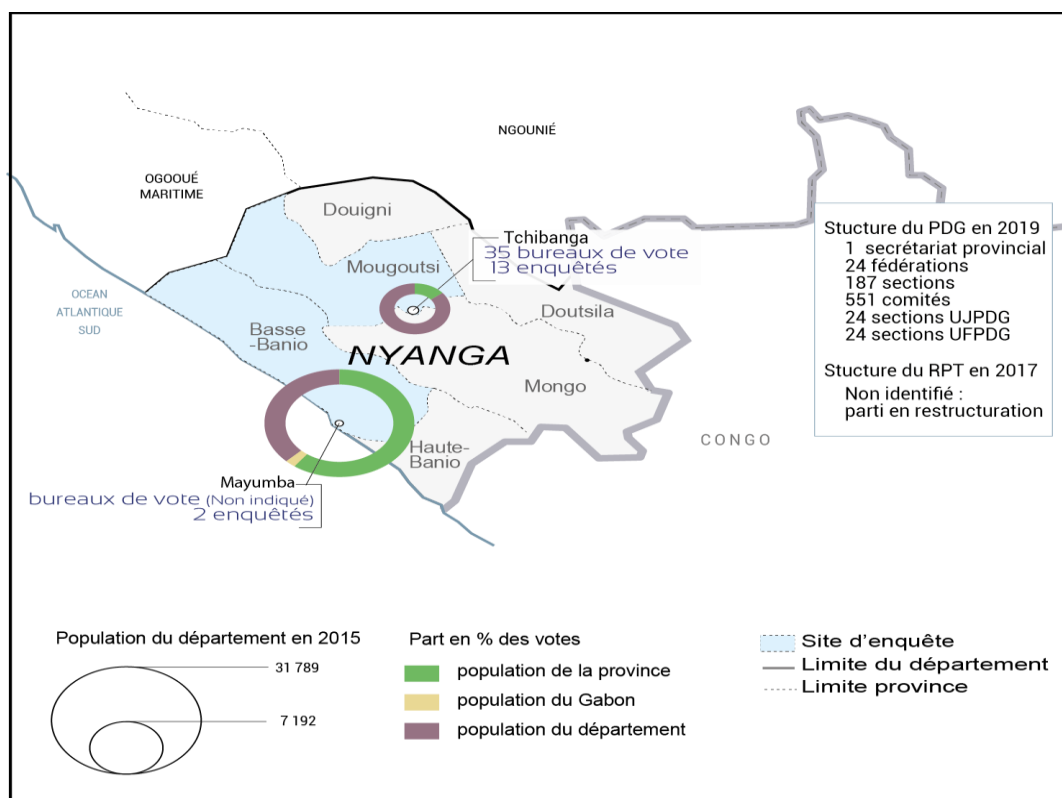 NGOUNIÉ
OGOOUÉ
MARITIME
Douigni
Tchibanga
35 bureaux de vote
13 enquêtés
Mougoutsi
OCEAN
ATLANTIQUE
SUD
Doutsila
Basse
-Banio
NYANGA
Mongo
Haute-
Banio
CONGO
Mayumba
bureaux de vote (Non indiqué)
2 enquêtés
Stucture du PDG en 2019
1 secrétariat provincial
24 fédérations
187 sections
551 comités
24 sections UJPDG
24 sections UFPDG
Stucture du RPT en 2017
Non identifié :
parti en restructuration
Population du département en 2015
31 789
7 192
Part en % des votes
population de la province
population du Gabon
population du département
Site d'enquête
Limite du département
Limite province